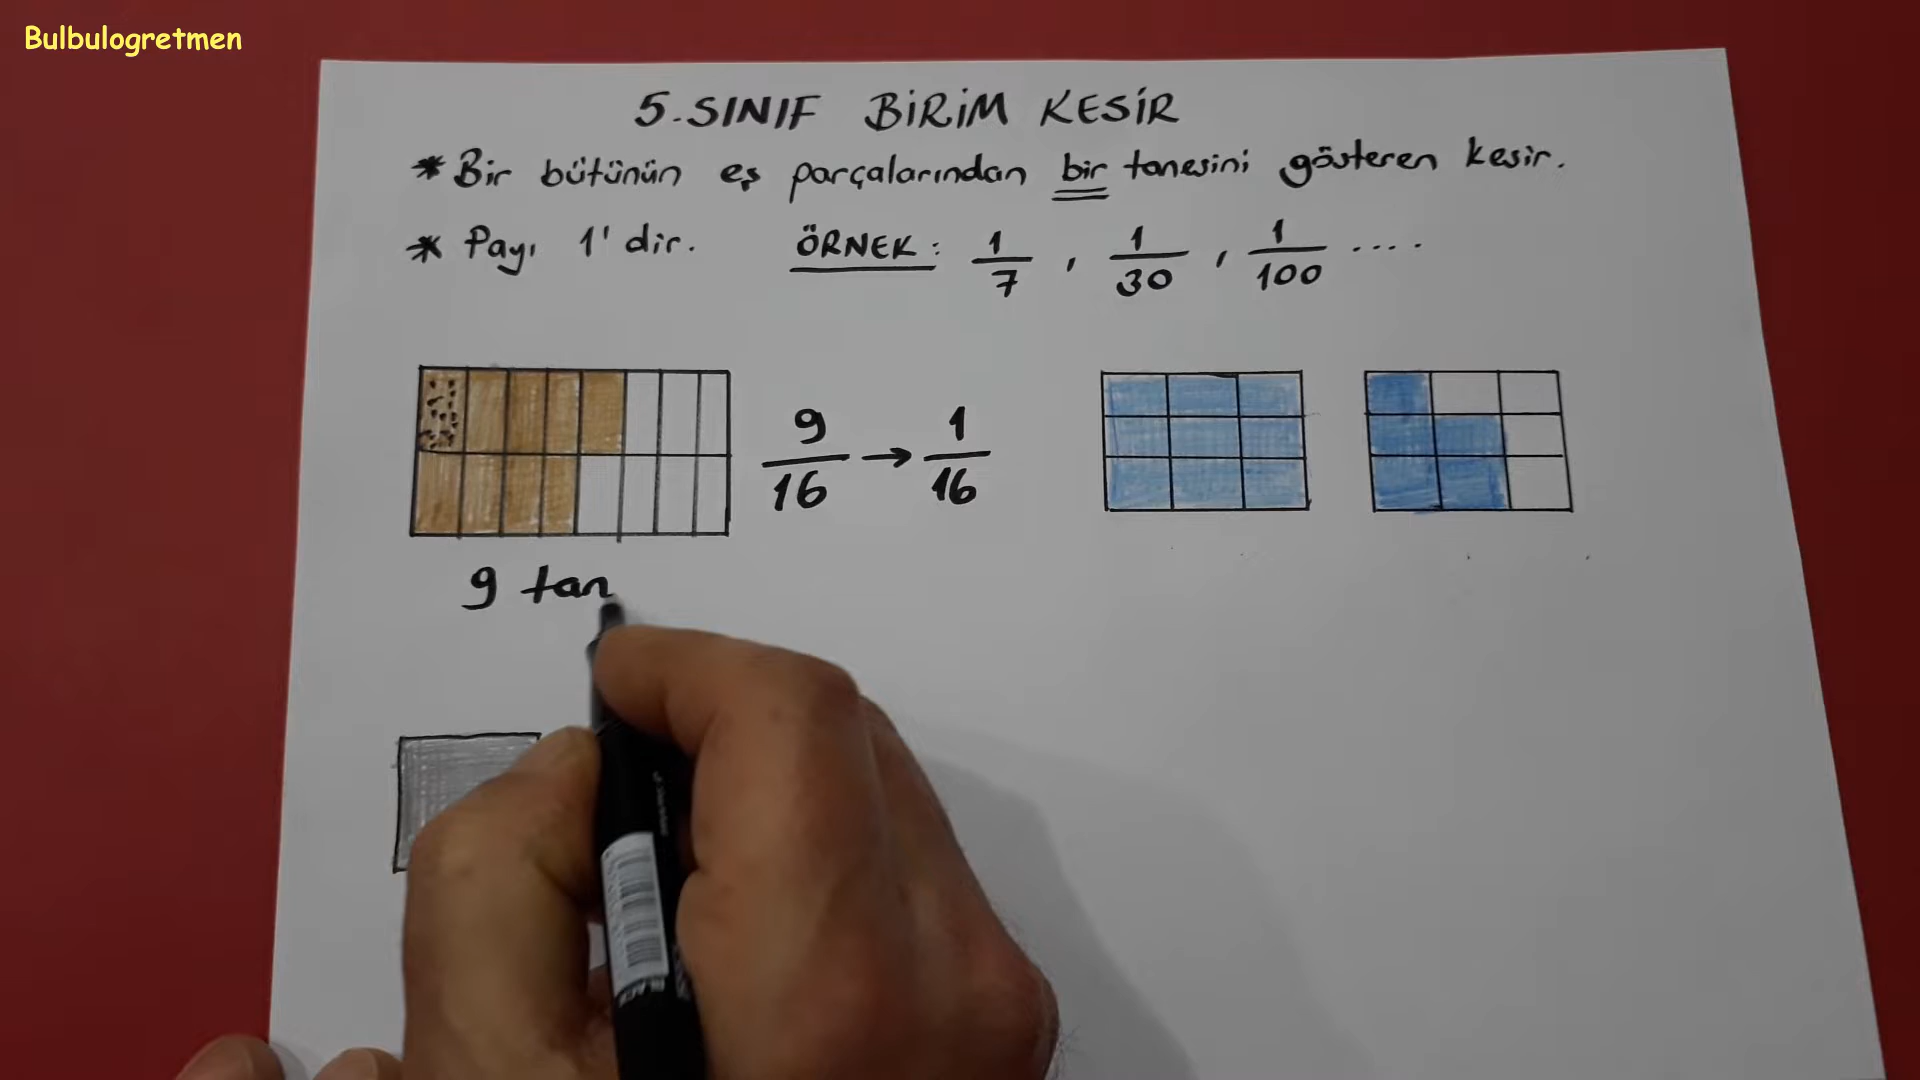 Bulbulogretmen
5.SINIF BİRİM KESİR
* Bir bütünün eş parçalarından bir tanesini gösteren kesir.
* Payı 1'dir. ÖRNEK: 1/7, 1/30, 1/100 ....
9/16 → 1/16
9 tan
BLACK